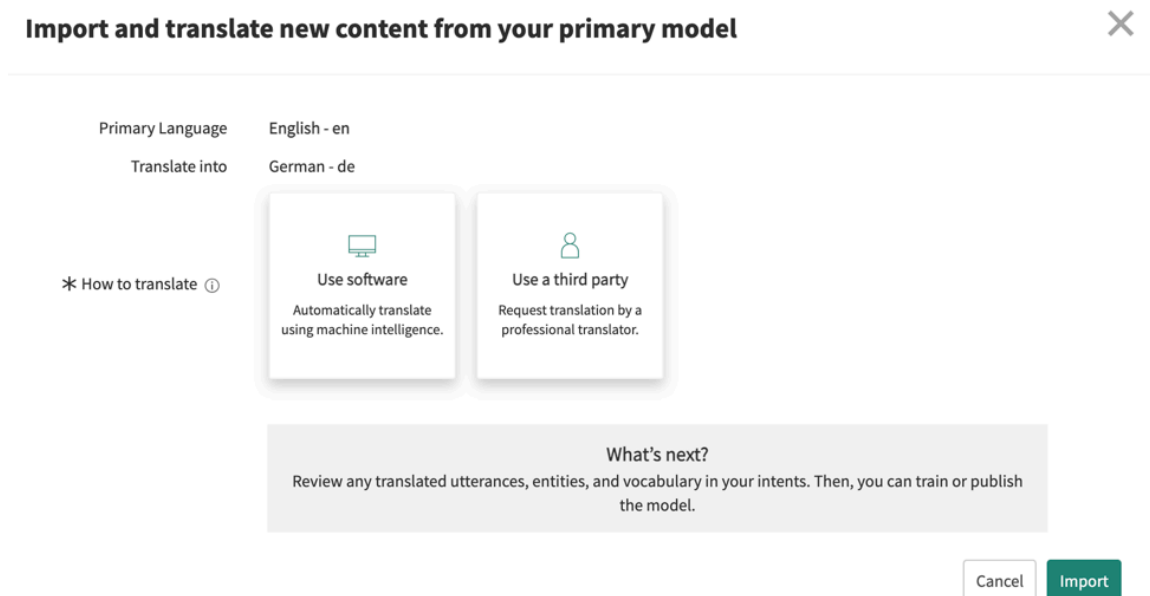 Import and translate new content from your primary model
Primary Language English - en
Translate into German - de
* How to translate
Use software
Automatically translate
using machine intelligence.
Use a third party
Request translation by a
professional translator.
What's next?
Review any translated utterances, entities, and vocabulary in your intents. Then, you can train or publish
the model.
Cancel Import